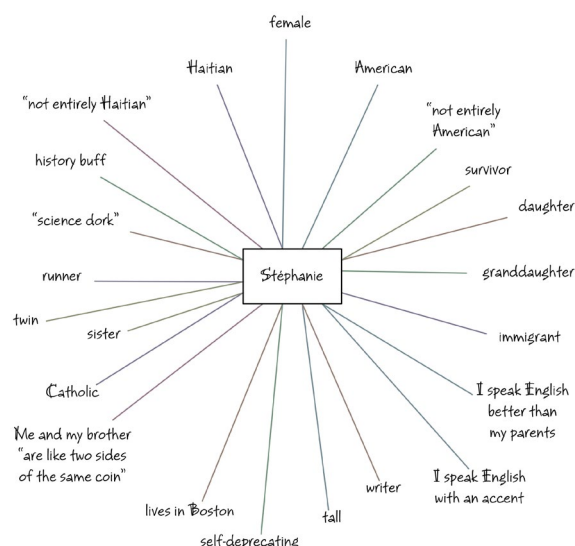 female
Haitian
American
"not entirely Haitian"
"not entirely
American"
history buff
survivor
daughter
"science dork"
Stéphanie
granddaughter
runner
twin
sister
immigrant
Catholic
I speak English
better than
my parents
Me and my brother
"are like two sides
of the same coin"
I speak English
with an accent
writer
lives in Boston
tall
self-deprecating